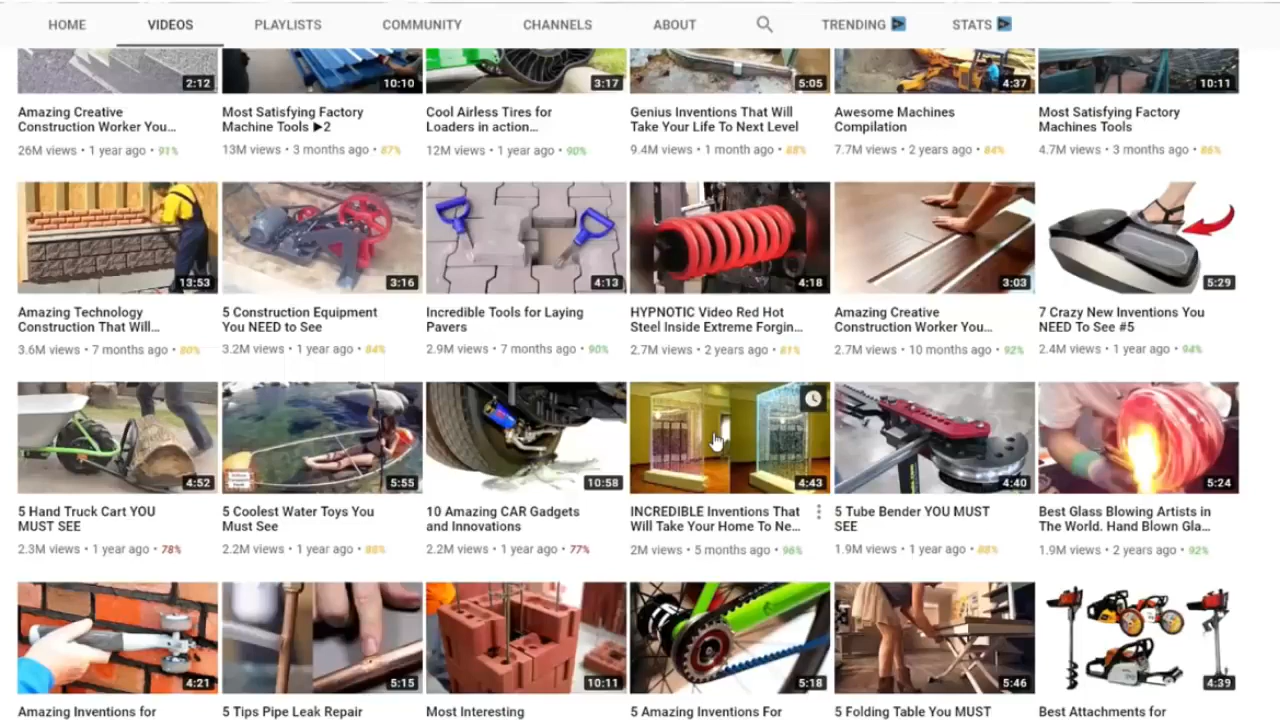 HOME VIDEOS PLAYLISTS COMMUNITY CHANNELS ABOUT TRENDING STATS
2:12 10:10 3:17 5:05 4:37 10:11
Amazing Creative
Construction Worker You...
26M views • 1 year ago • 91%
Most Satisfying Factory
Machine Tools ►2
13M views • 3 months ago • 87%
Cool Airless Tires for
Loaders in action...
12M views • 1 year ago • 90%
Genius Inventions That Will
Take Your Life To Next Level
9.4M views • 1 month ago • 88%
Awesome Machines
Compilation
7.7M views • 2 years ago • 84%
Most Satisfying Factory
Machines Tools
4.7M views • 3 months ago • 86%
13:53 3:16 4:13 4:18 3:03 5:29
Amazing Technology
Construction That Will...
3.6M views • 7 months ago • 80%
5 Construction Equipment
You NEED to See
3.2M views • 1 year ago • 84%
Incredible Tools for Laying
Pavers
2.9M views • 7 months ago • 90%
HYPNOTIC Video Red Hot
Steel Inside Extreme Forgin...
2.7M views • 2 years ago • 81%
Amazing Creative
Construction Worker You...
2.7M views • 10 months ago • 92%
7 Crazy New Inventions You
NEED To See #5
2.4M views • 1 year ago • 94%
4:52 5:55 10:58 4:43 4:40 5:24
5 Hand Truck Cart YOU
MUST SEE
2.3M views • 1 year ago • 78%
5 Coolest Water Toys You
Must See
2.2M views • 1 year ago • 88%
10 Amazing CAR Gadgets
and Innovations
2.2M views • 1 year ago • 77%
INCREDIBLE Inventions That
Will Take Your Home To Ne...
2M views • 5 months ago • 96%
5 Tube Bender YOU MUST
SEE
1.9M views • 1 year ago • 88%
Best Glass Blowing Artists in
The World. Hand Blown Gla...
1.9M views • 2 years ago • 92%
4:21 5:15 10:11 5:18 5:46 4:39
Amazing Inventions for
5 Tips Pipe Leak Repair
Most Interesting
5 Amazing Inventions For
5 Folding Table You MUST
Best Attachments for